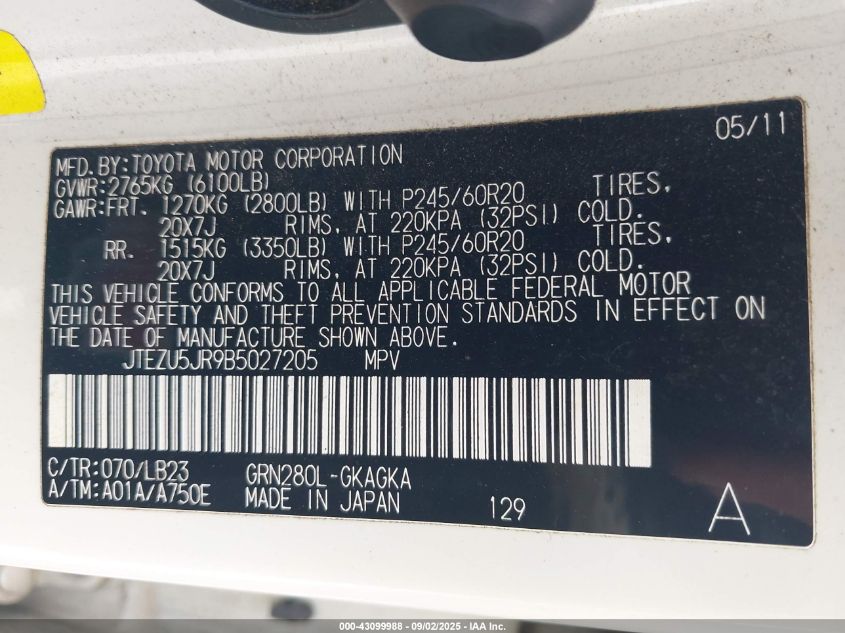 05/11
MFD.BY:TOYOTA MOTOR CORPORATION
GVWR:2765KG (6100LB)
GAWR:FRT. 1270KG (2800LB) WITH P245/60R20 TIRES,
20X7J RIMS, AT 220KPA (32PSI) COLD.
RR. 1515KG (3350LB) WITH P245/60R20 TIRES,
20X7J RIMS, AT 220KPA (32PSI) COLD.
THIS VEHICLE CONFORMS TO ALL APPLICABLE FEDERAL MOTOR
VEHICLE SAFETY AND THEFT PREVENTION STANDARDS IN EFFECT ON
THE DATE OF MANUFACTURE SHOWN ABOVE.
JTEZU5JR9B5027205 MPV
C/TR:070/LB23 GRN280L-GKAGKA
A/TM:A01A/A750E MADE IN JAPAN 129 A
000-43099988 - 09/02/2025 - IAA, Inc.